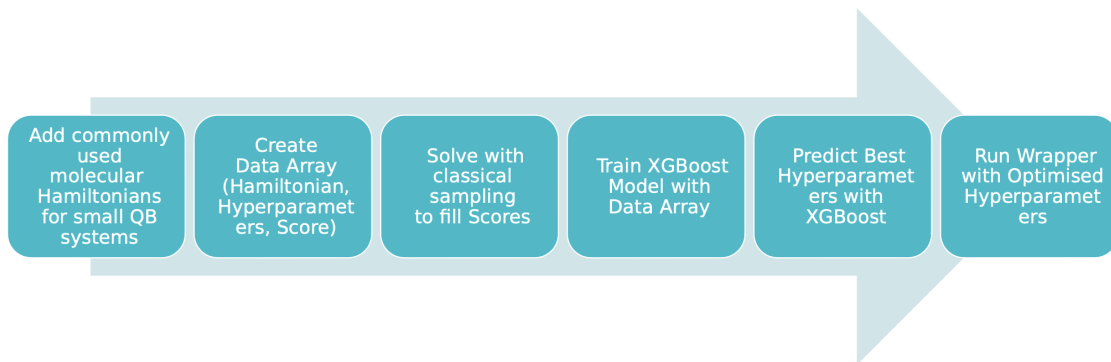 Add commonly
used
molecular
Hamiltonians
for small QB
systems
Create
Data Array
(Hamiltonian,
Hyperparamet
ers, Score)
Solve with
classical
sampling
to fill Scores
Train XGBoost
Model with
Data Array
Predict Best
Hyperparamet
ers with
XGBoost
Run Wrapper
with Optimised
Hyperparamet
ers